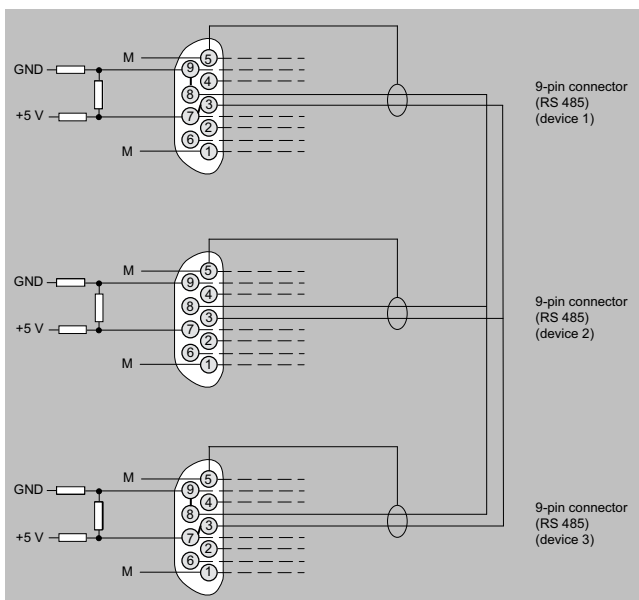 M
5
GND
9
4
8
3
+5 V
7
2
6
M
1
9-pin connector
(RS 485)
(device 1)
M
5
GND
9
4
8
3
+5 V
7
2
6
M
1
9-pin connector
(RS 485)
(device 2)
M
5
GND
9
4
8
3
+5 V
7
2
6
M
1
9-pin connector
(RS 485)
(device 3)